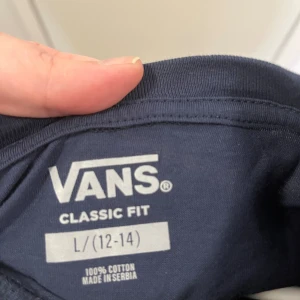 VANS®
CLASSIC FIT
L/(12-14)
100% COTTON
MADE IN SERBIA